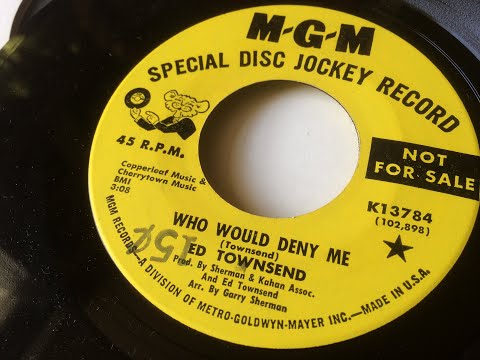 M-G-M
SPECIAL DISC JOCKEY RECORD
45 R.P.M.
NOT
FOR SALE
Copperleaf Music &
Cherrytown Music
BMI
3:08
K13784
(102,898)
WHO WOULD DENY ME
(Townsend)
ED TOWNSEND
Prod. By Sherman & Kahan Assoc.
And Ed Townsend
Arr. By Garry Sherman
15¢
MGM RECORDS—A DIVISION OF METRO-GOLDWYN-MAYER INC.—MADE IN U.S.A.